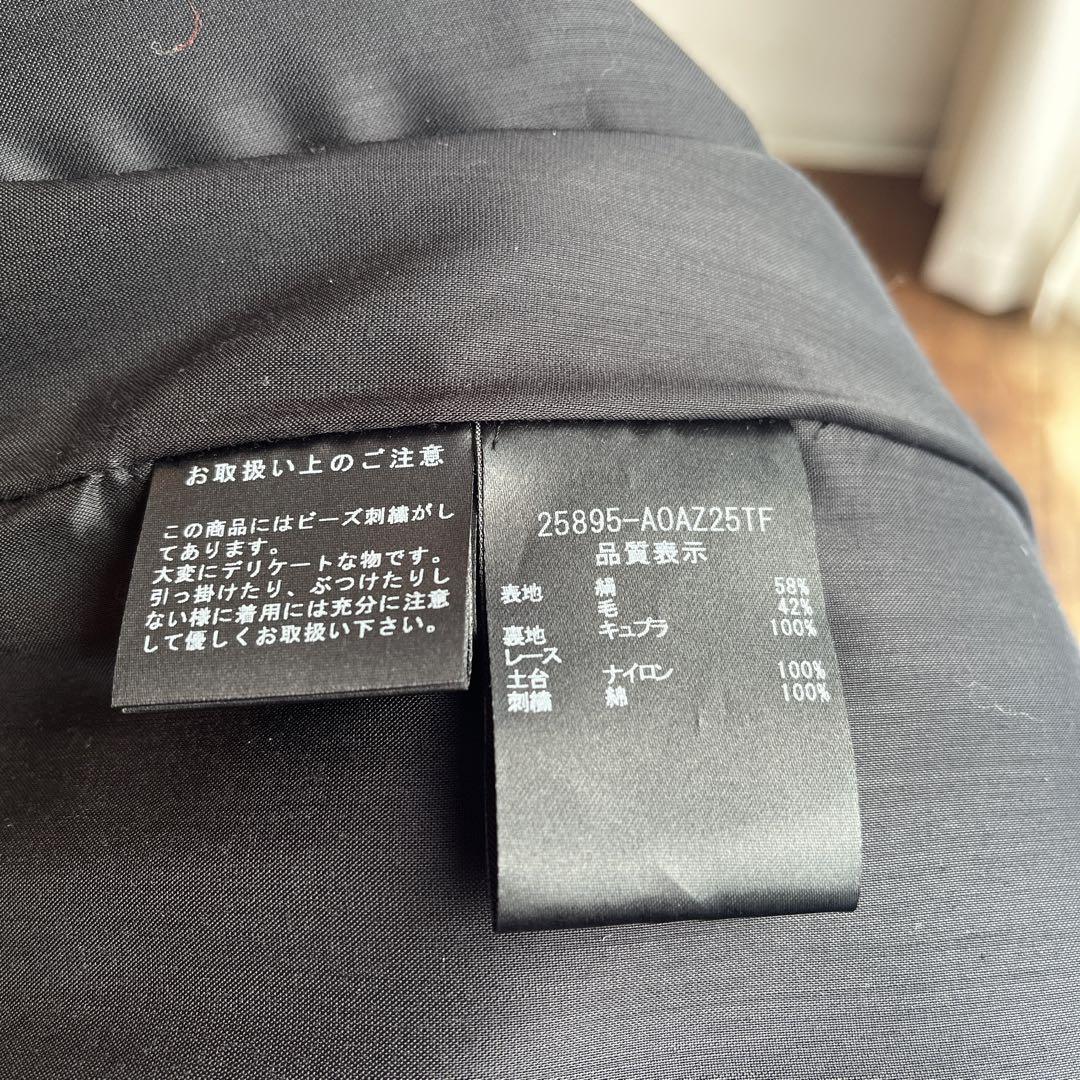 お取扱い上のご注意
この商品にはビーズ刺繍がし
てあります。
大変にデリケートな物です。
引っ掛けたり、ぶつけたりし
ない様に着用には充分に注意
して優しくお取扱い下さい。
25895-A0AZ25TF
品質表示
表地 絹 58%
毛 42%
裏地 キュプラ 100%
レース
土台 ナイロン 100%
刺繍 綿 100%